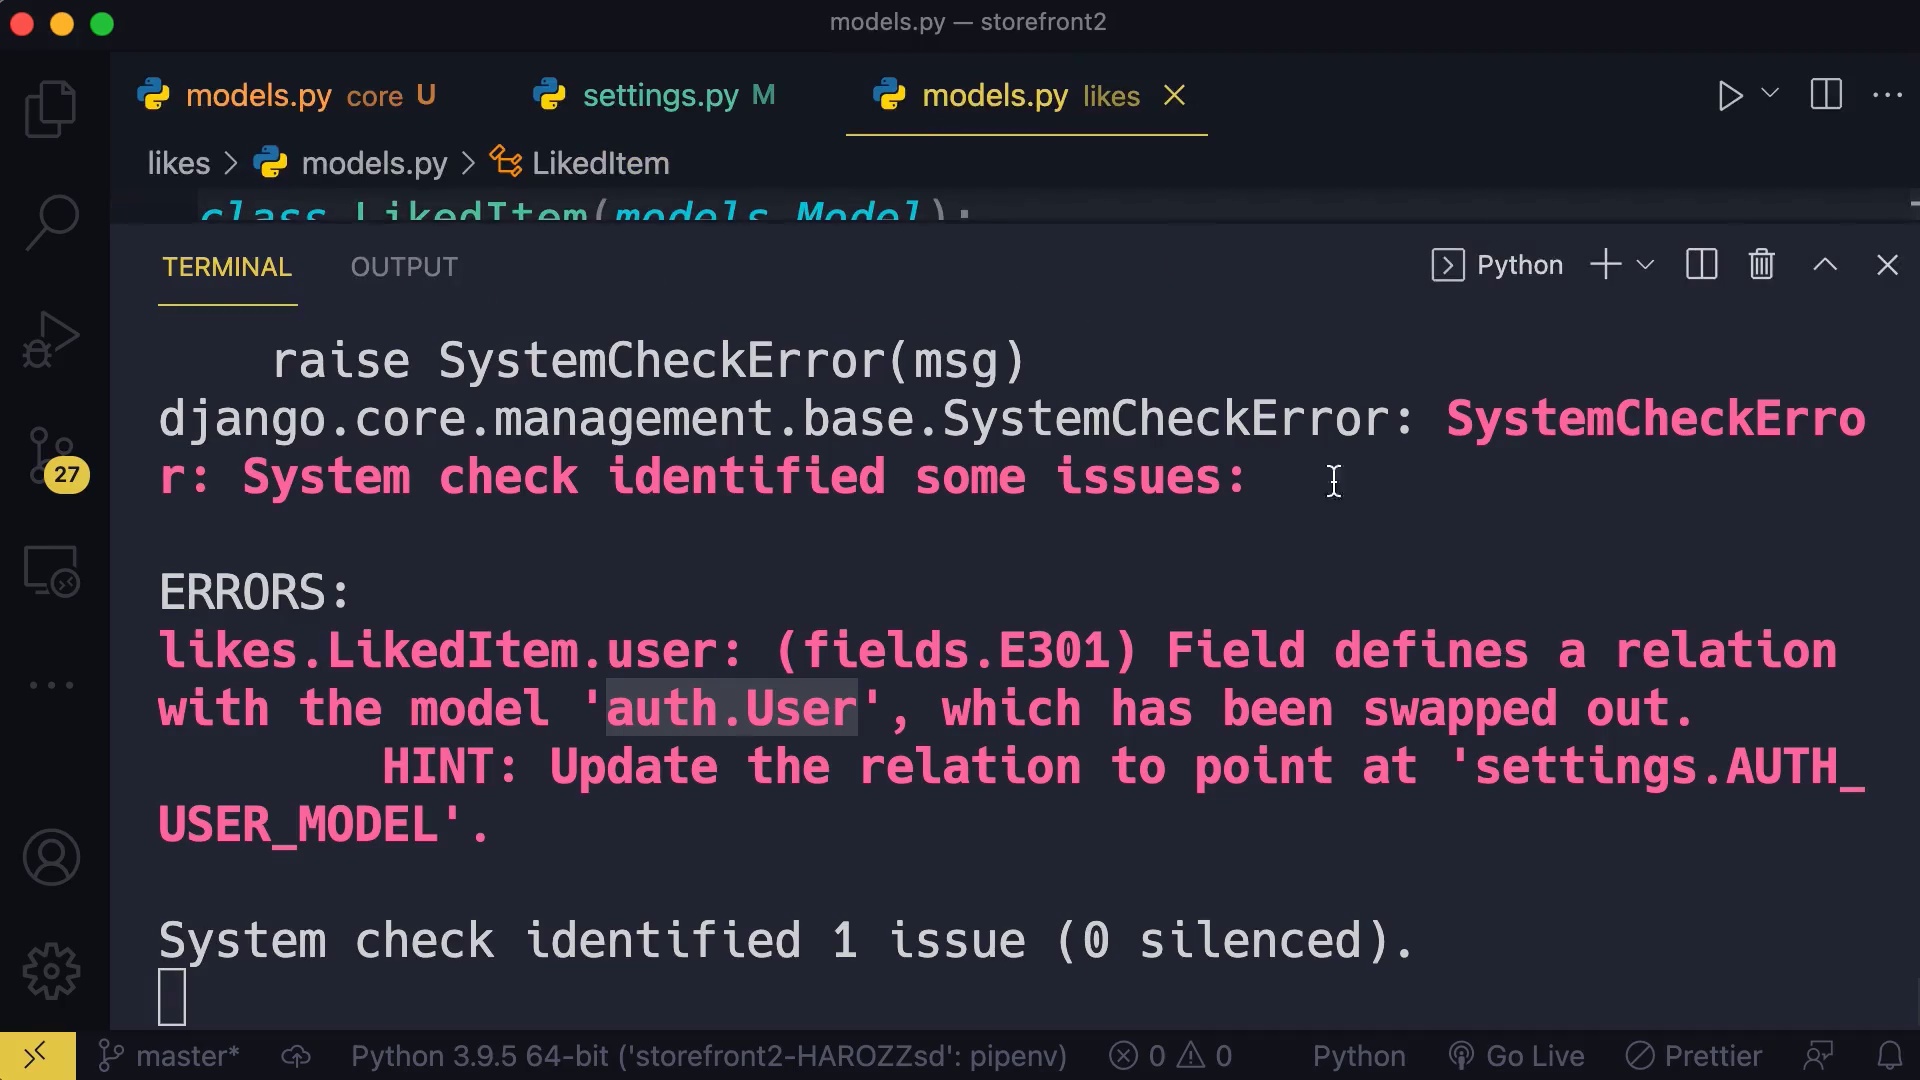 models.py — storefront2
models.py core U
settings.py M
models.py likes
likes > models.py > LikedItem
class LikedItem(models.Model):
TERMINAL
OUTPUT
Python
raise SystemCheckError(msg)
django.core.management.base.SystemCheckError: SystemCheckErro
r: System check identified some issues:
ERRORS:
likes.LikedItem.user: (fields.E301) Field defines a relation
with the model 'auth.User', which has been swapped out.
HINT: Update the relation to point at 'settings.AUTH_
USER_MODEL'.
System check identified 1 issue (0 silenced).
27
master*
Python 3.9.5 64-bit ('storefront2-HAROZZsd': pipenv)
0
0
Python
Go Live
Prettier